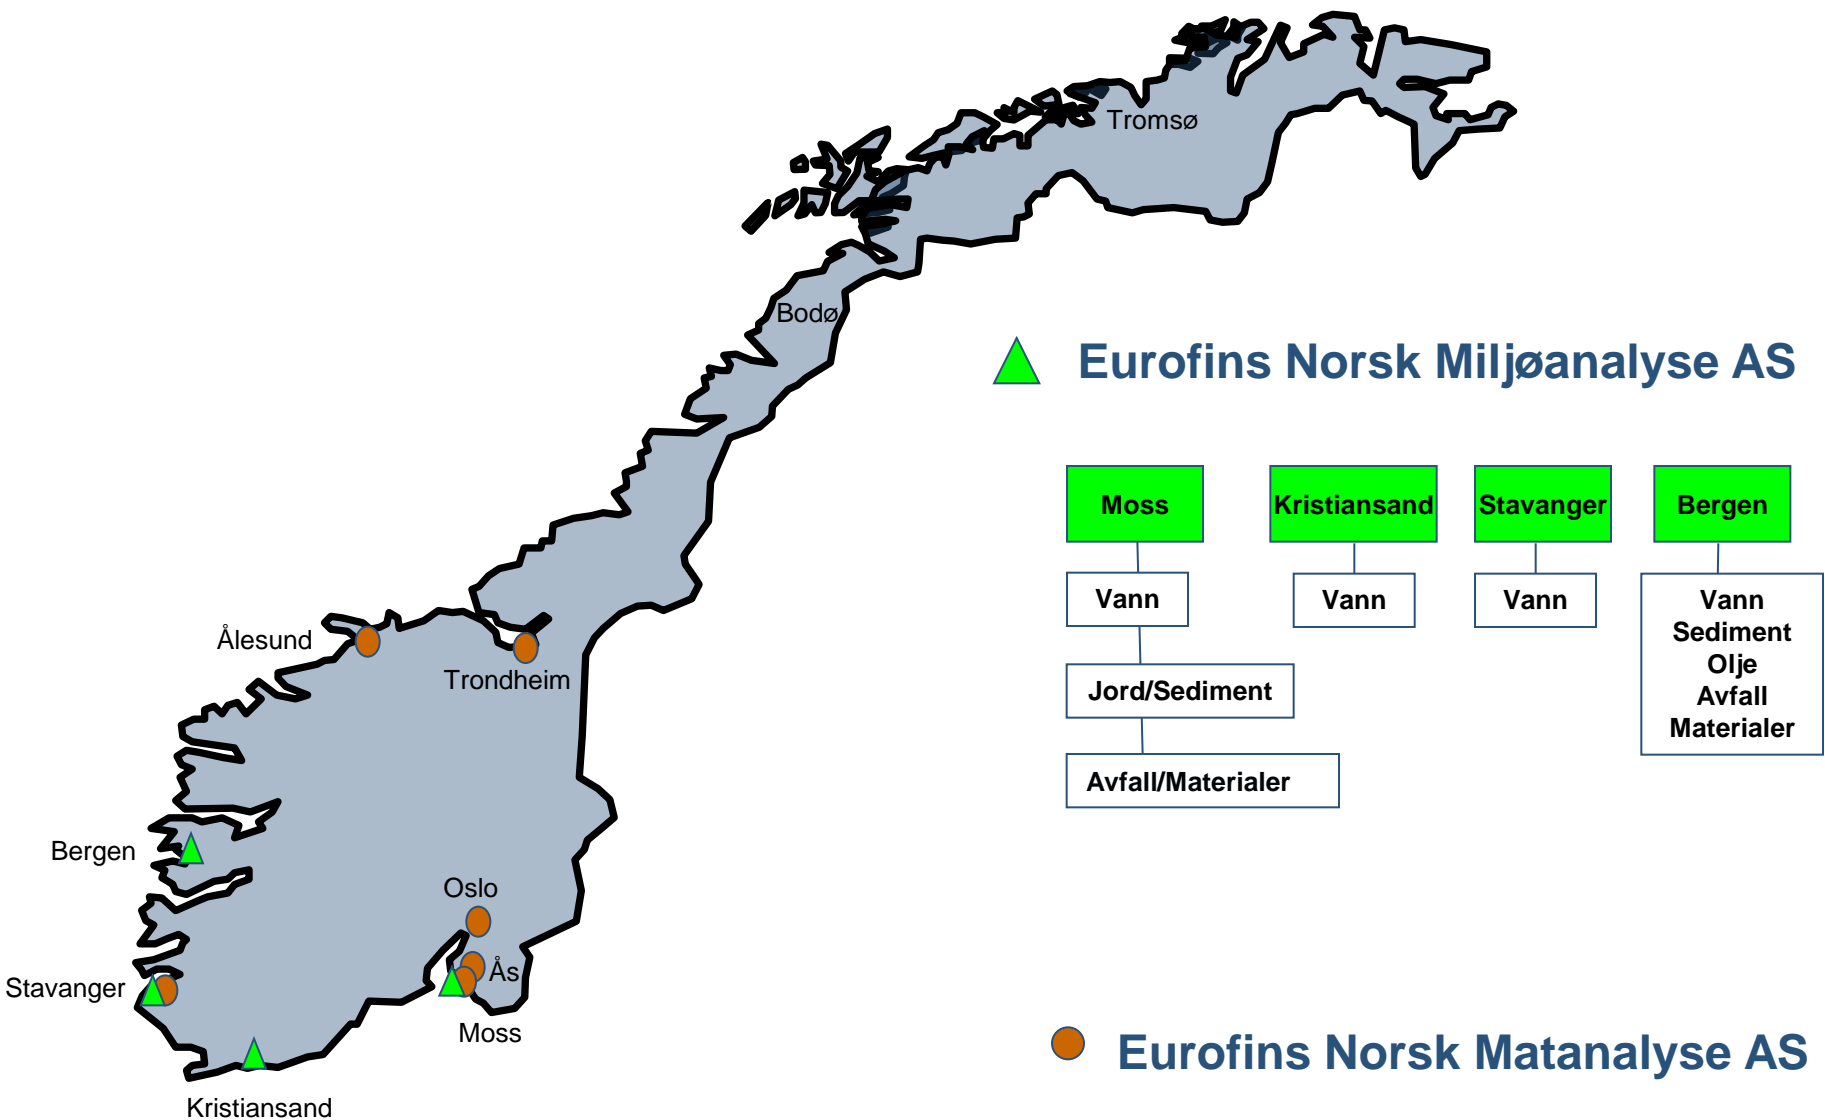 Tromsø
Bodø
Eurofins Norsk Miljøanalyse AS
Moss
Kristiansand
Stavanger
Bergen
Vann
Vann
Vann
Vann
Sediment
Olje
Avfall
Materialer
Jord/Sediment
Avfall/Materialer
Ålesund
Trondheim
Bergen
Oslo
Ås
Stavanger
Moss
Kristiansand
Eurofins Norsk Matanalyse AS